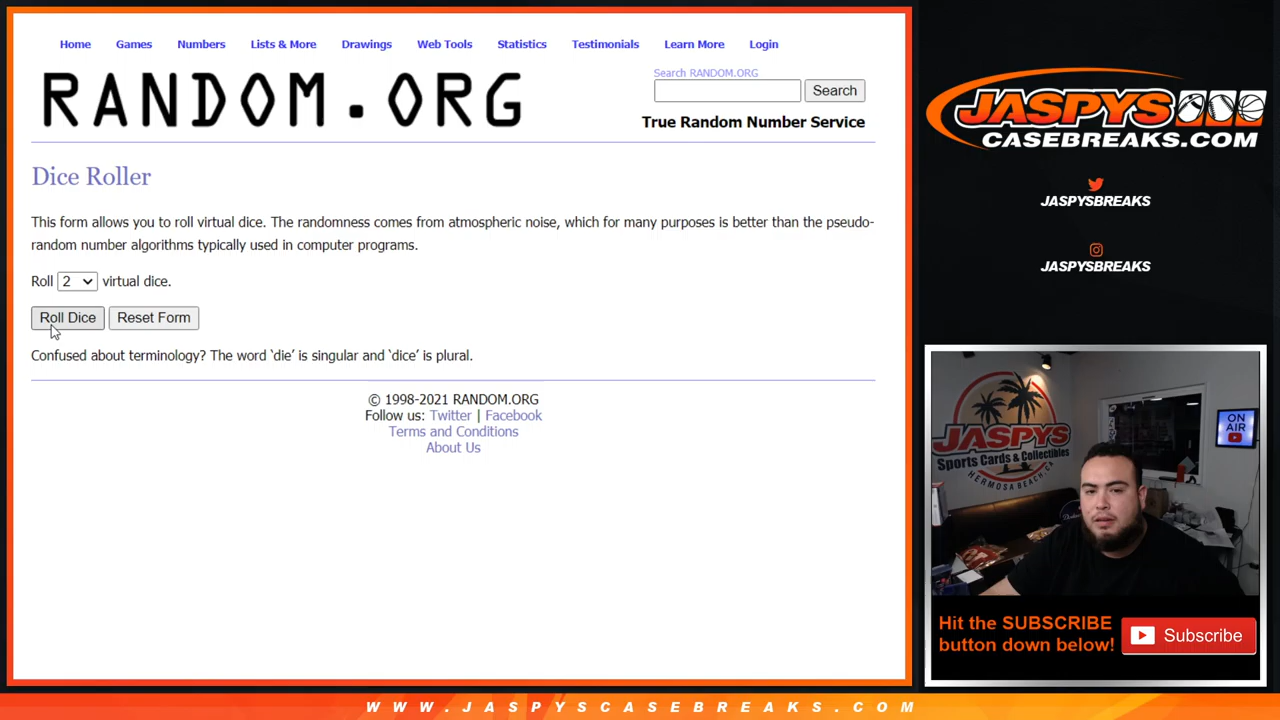 Home Games Numbers Lists & More Drawings Web Tools Statistics Testimonials Learn More Login
RANDOM.ORG
Search RANDOM.ORG
Search
True Random Number Service
Dice Roller
This form allows you to roll virtual dice. The randomness comes from atmospheric noise, which for many purposes is better than the pseudo-
random number algorithms typically used in computer programs.
Roll 2 virtual dice.
Roll Dice Reset Form
Confused about terminology? The word ‘die’ is singular and ‘dice’ is plural.
© 1998-2021 RANDOM.ORG
Follow us: Twitter | Facebook
Terms and Conditions
About Us
JASPYS
CASEBREAKS.COM
JASPYSBREAKS
JASPYSBREAKS
JASPYS
Sports Cards & Collectibles
HERMOSA BEACH, CA
ON
AIR
Hit the SUBSCRIBE
button down below!
Subscribe
WWW.JASPYSCASEBREAKS.COM